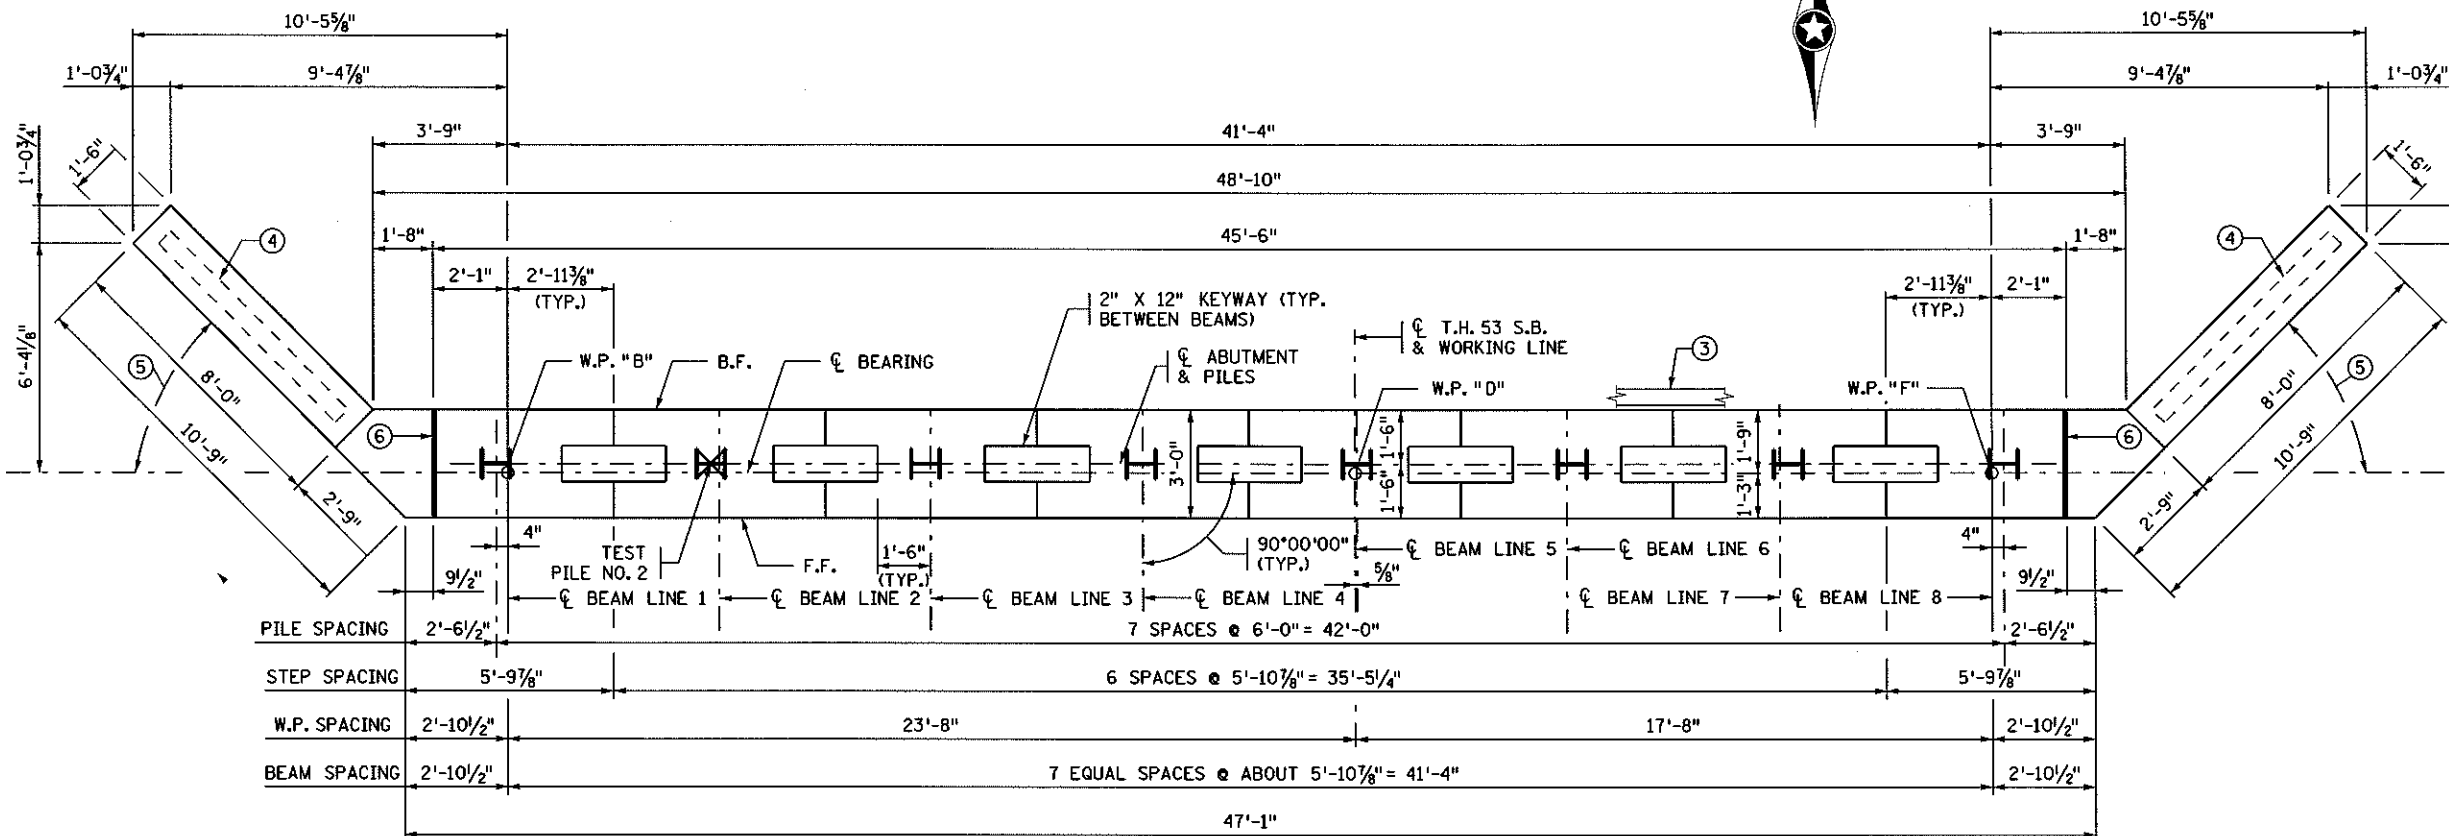 10'-5⅝" 10'-5⅝"
1'-0¾" 9'-4⅞" 9'-4⅞" 1'-0¾"
3'-9" 41'-4" 3'-9"
1'-0¾" 1'-6" 1'-6"
48'-10"
④ 1'-8" 45'-6" 1'-8" ④
2'-1" 2'-11⅜" 2'-11⅜" 2'-1"
(TYP.) (TYP.)
2" X 12" KEYWAY (TYP.
BETWEEN BEAMS)
℄ T.H. 53 S.B.
& WORKING LINE
6'-4⅛" ⑤ 8'-0" 10'-9" 2'-9"
W.P. "B" B.F. ℄ BEARING
℄ ABUTMENT
& PILES
③
W.P. "D" W.P. "F"
8'-0" ⑤ 10'-9" 2'-9"
⑥ 3'-0" 1'-6" 1'-6" 1'-9" 1'-3" ⑥
4" TEST
PILE NO. 2
F.F. 1'-6"
(TYP.)
90°00'00"
(TYP.)
℄ BEAM LINE 5 ℄ BEAM LINE 6 4"
9½" ⅝" 9½"
℄ BEAM LINE 1 ℄ BEAM LINE 2 ℄ BEAM LINE 3 ℄ BEAM LINE 4 ℄ BEAM LINE 7 ℄ BEAM LINE 8
PILE SPACING 2'-6½" 7 SPACES @ 6'-0" = 42'-0" 2'-6½"
STEP SPACING 5'-9⅞" 6 SPACES @ 5'-10⅞" = 35'-5¼" 5'-9⅞"
W.P. SPACING 2'-10½" 23'-8" 17'-8" 2'-10½"
BEAM SPACING 2'-10½" 7 EQUAL SPACES @ ABOUT 5'-10⅞" = 41'-4" 2'-10½"
47'-1"